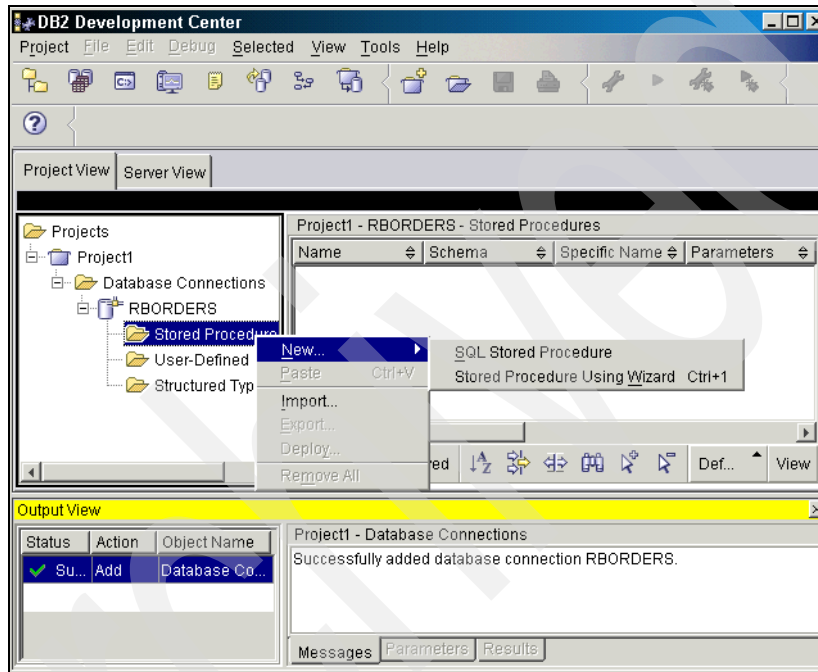 DB2 Development Center
Project File Edit Debug Selected View Tools Help
Project View Server View
Projects
Project1
Database Connections
RBORDERS
Stored Procedure
User-Defined
Structured Typ
Project1 - RBORDERS - Stored Procedures
Name Schema Specific Name Parameters
New...
Paste Ctrl+V
Import...
Export...
Deploy...
Remove All
SQL Stored Procedure
Stored Procedure Using Wizard Ctrl+1
Def... View
Output View
Status Action Object Name
Su... Add Database Co...
Project1 - Database Connections
Successfully added database connection RBORDERS.
Messages Parameters Results